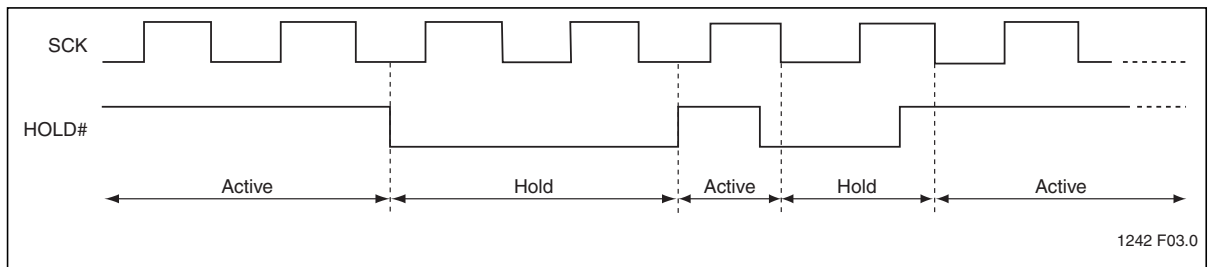 SCK
HOLD#
Active Hold Active Hold Active
1242 F03.0